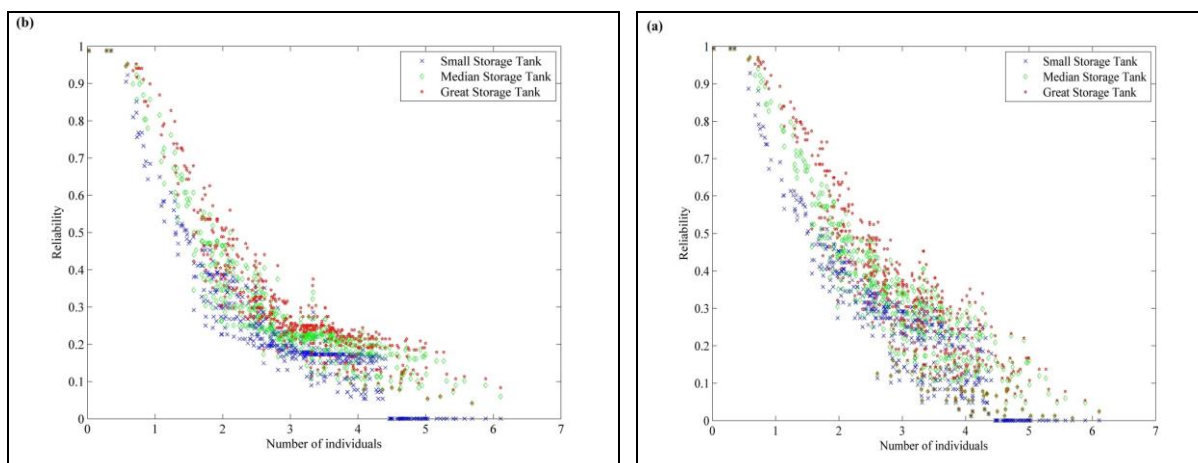 (b)
1
0.9
0.8
0.7
0.6
0.5
0.4
0.3
0.2
0.1
0
Reliability
Small Storage Tank
Median Storage Tank
Great Storage Tank
0 1 2 3 4 5 6 7
Number of individuals
(a)
1
0.9
0.8
0.7
0.6
0.5
0.4
0.3
0.2
0.1
0
Reliability
Small Storage Tank
Median Storage Tank
Great Storage Tank
0 1 2 3 4 5 6 7
Number of individuals